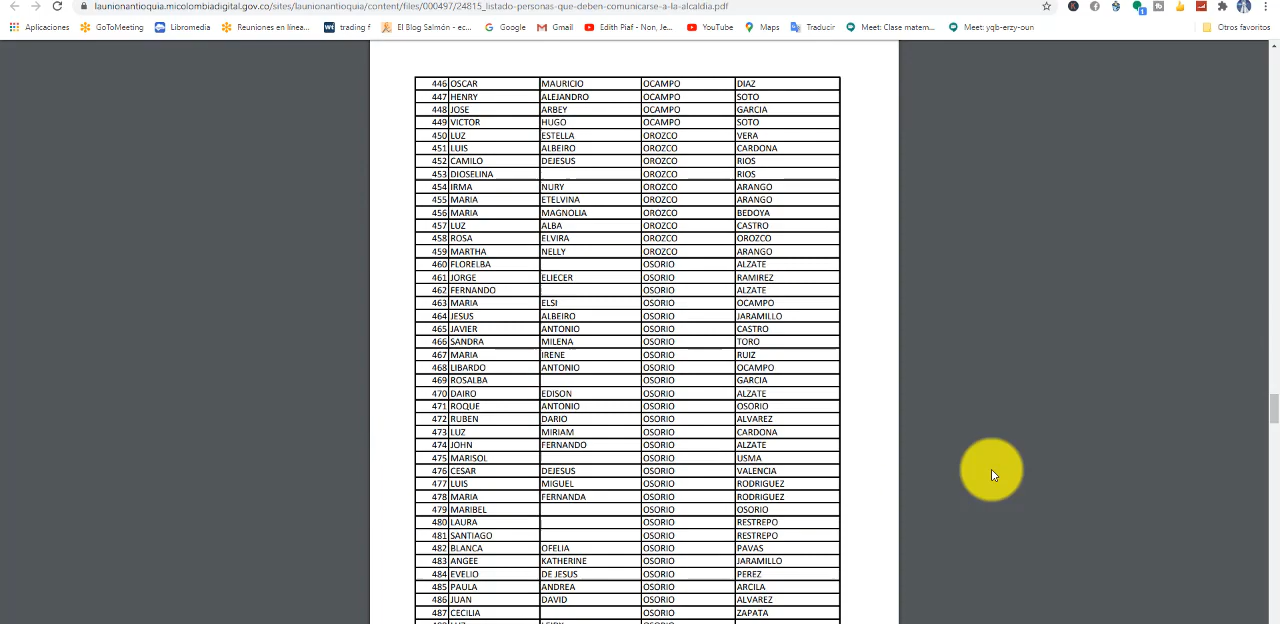 launionantioquia.micolombiadigital.gov.co/sites/launionantioquia/content/files/000497/24815_listado-personas-que-deben-comunicarse-a-la-alcaldia.pdf
Aplicaciones GoToMeeting Libromedia Reuniones en línea... wt trading f El Blog Salmón - ec... Google Gmail Edith Piaf - Non, Je... YouTube Maps Traducir Meet: Clase matem... Meet: yqb-erzy-oun Otros favoritos
446 OSCAR MAURICIO OCAMPO DIAZ
447 HENRY ALEJANDRO OCAMPO SOTO
448 JOSE ARBEY OCAMPO GARCIA
449 VICTOR HUGO OCAMPO SOTO
450 LUZ ESTELLA OROZCO VERA
451 LUIS ALBEIRO OROZCO CARDONA
452 CAMILO DEJESUS OROZCO RIOS
453 DIOSELINA OROZCO RIOS
454 IRMA NURY OROZCO ARANGO
455 MARIA ETELVINA OROZCO ARANGO
456 MARIA MAGNOLIA OROZCO BEDOYA
457 LUZ ALBA OROZCO CASTRO
458 ROSA ELVIRA OROZCO OROZCO
459 MARTHA NELLY OROZCO ARANGO
460 FLORELBA OSORIO ALZATE
461 JORGE ELIECER OSORIO RAMIREZ
462 FERNANDO OSORIO ALZATE
463 MARIA ELSI OSORIO OCAMPO
464 JESUS ALBEIRO OSORIO JARAMILLO
465 JAVIER ANTONIO OSORIO CASTRO
466 SANDRA MILENA OSORIO TORO
467 MARIA IRENE OSORIO RUIZ
468 LIBARDO ANTONIO OSORIO OCAMPO
469 ROSALBA OSORIO GARCIA
470 DAIRO EDISON OSORIO ALZATE
471 ROQUE ANTONIO OSORIO OSORIO
472 RUBEN DARIO OSORIO ALVAREZ
473 LUZ MIRIAM OSORIO CARDONA
474 JOHN FERNANDO OSORIO ALZATE
475 MARISOL OSORIO USMA
476 CESAR DEJESUS OSORIO VALENCIA
477 LUIS MIGUEL OSORIO RODRIGUEZ
478 MARIA FERNANDA OSORIO RODRIGUEZ
479 MARIBEL OSORIO OSORIO
480 LAURA OSORIO RESTREPO
481 SANTIAGO OSORIO RESTREPO
482 BLANCA OFELIA OSORIO PAVAS
483 ANGEE KATHERINE OSORIO JARAMILLO
484 EVELIO DE JESUS OSORIO PEREZ
485 PAULA ANDREA OSORIO ARCILA
486 JUAN DAVID OSORIO ALVAREZ
487 CECILIA OSORIO ZAPATA